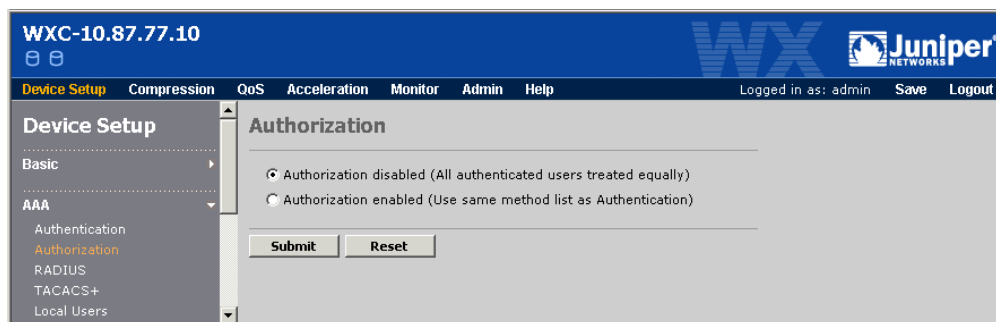 WXC-10.87.77.10
WX
Juniper®
NETWORKS
Device Setup Compression QoS Acceleration Monitor Admin Help Logged in as: admin Save Logout
Device Setup
Basic
AAA
Authentication
Authorization
RADIUS
TACACS+
Local Users
Authorization
Authorization disabled (All authenticated users treated equally)
Authorization enabled (Use same method list as Authentication)
Submit Reset